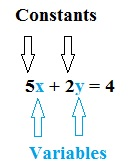 Constants
5x + 2y = 4
Variables